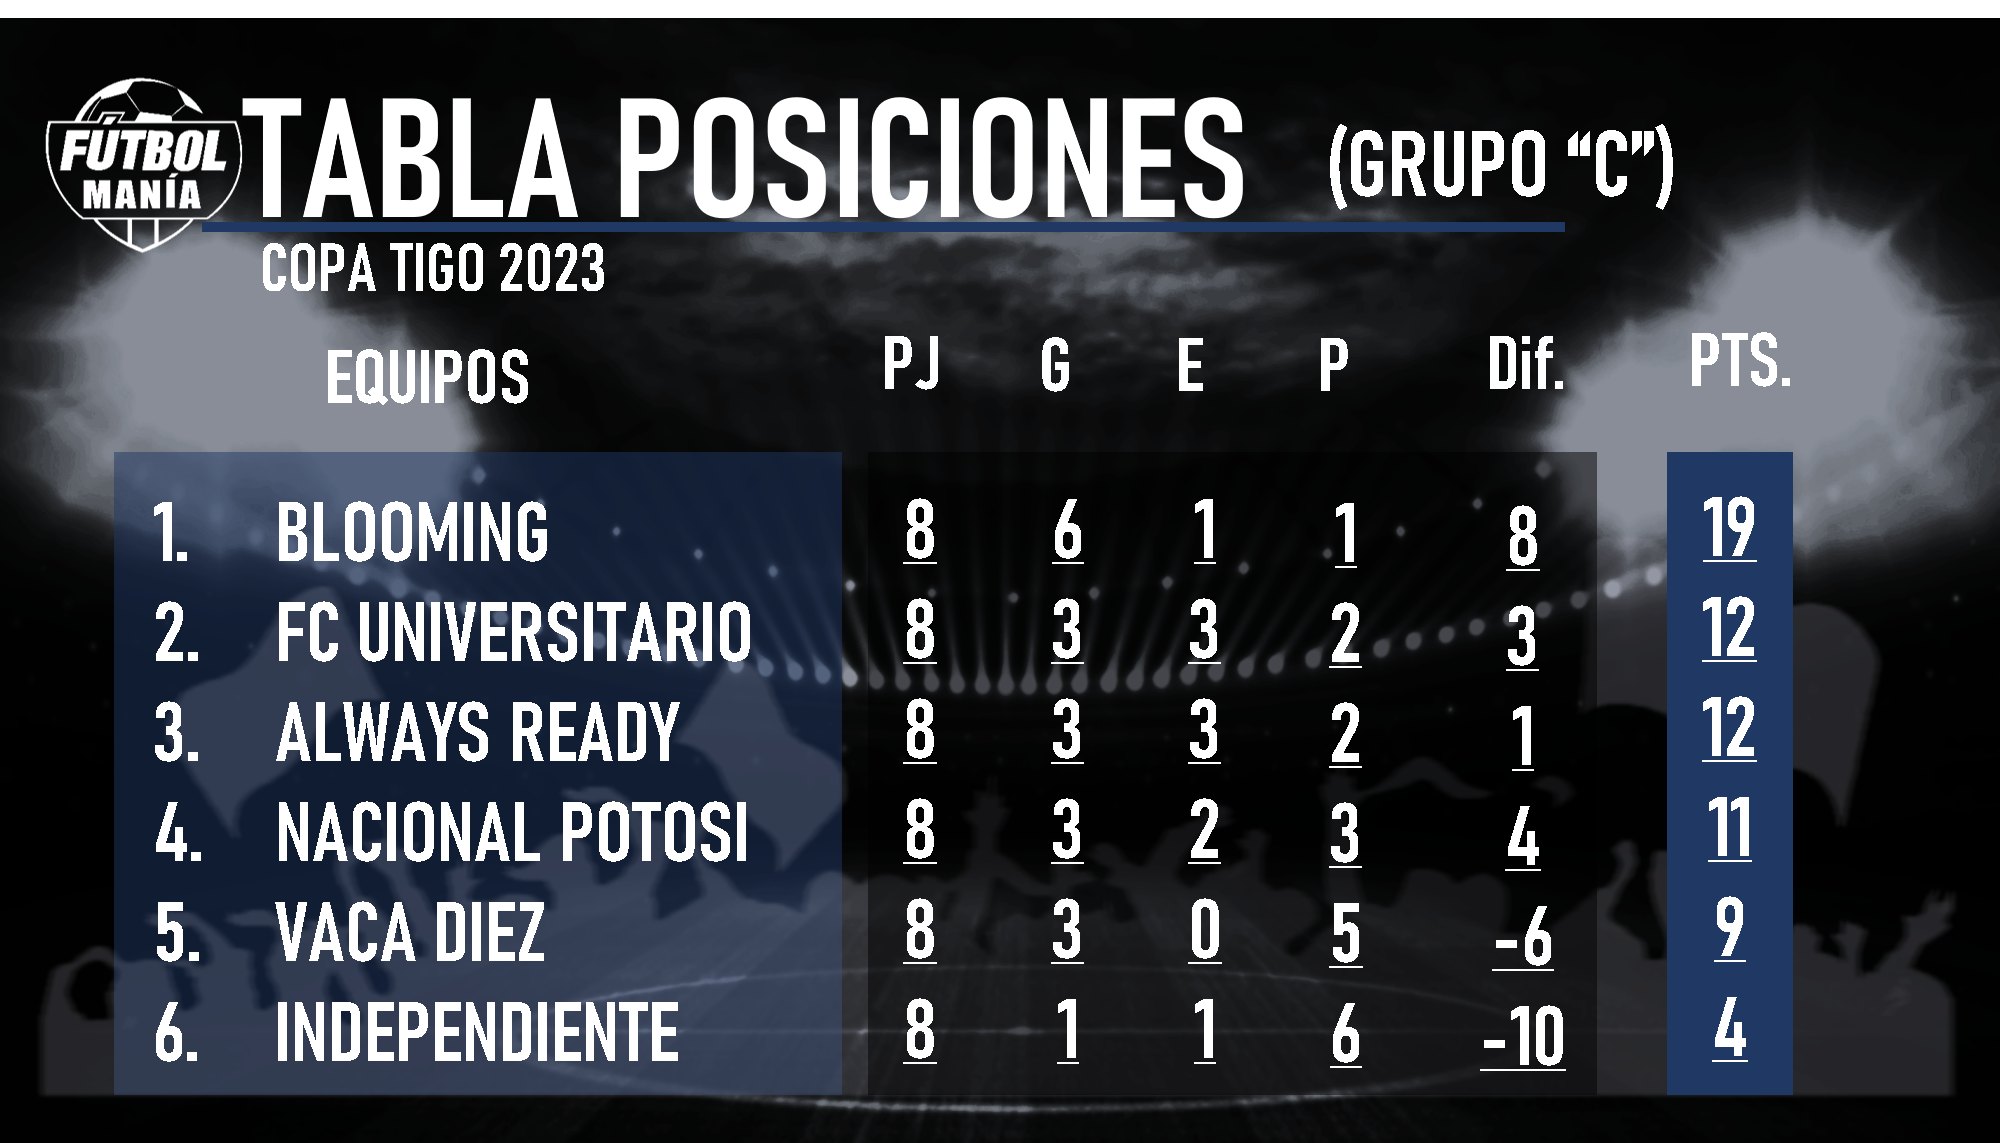 FÚTBOL
MANÍA
TABLA POSICIONES (GRUPO “C”)
COPA TIGO 2023
EQUIPOS PJ G E P Dif. PTS.
1. BLOOMING 8 6 1 1 8 19
2. FC UNIVERSITARIO 8 3 3 2 3 12
3. ALWAYS READY 8 3 3 2 1 12
4. NACIONAL POTOSI 8 3 2 3 4 11
5. VACA DIEZ 8 3 0 5 -6 9
6. INDEPENDIENTE 8 1 1 6 -10 4